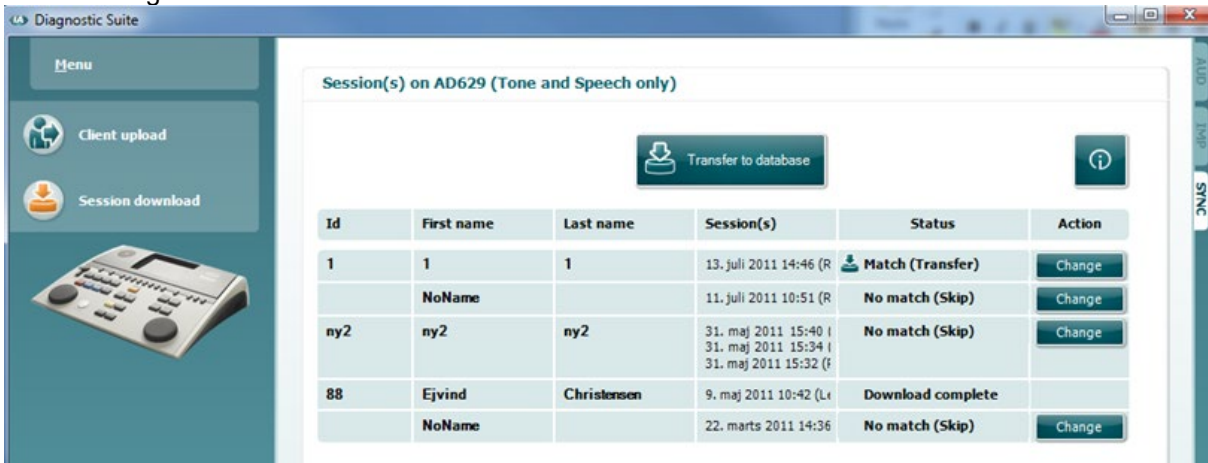 Diagnostic Suite
Menu
Client upload
Session download
Session(s) on AD629 (Tone and Speech only)
Transfer to database
AUD
IMP
SYNC
Id First name Last name Session(s) Status Action
1 1 1 13. juli 2011 14:46 (R Match (Transfer) Change
NoName 11. juli 2011 10:51 (R No match (Skip) Change
ny2 ny2 ny2 31. maj 2011 15:40 ( No match (Skip) Change
31. maj 2011 15:34 (
31. maj 2011 15:32 (R
88 Ejvind Christensen 9. maj 2011 10:42 (Le Download complete
NoName 22. marts 2011 14:36 No match (Skip) Change